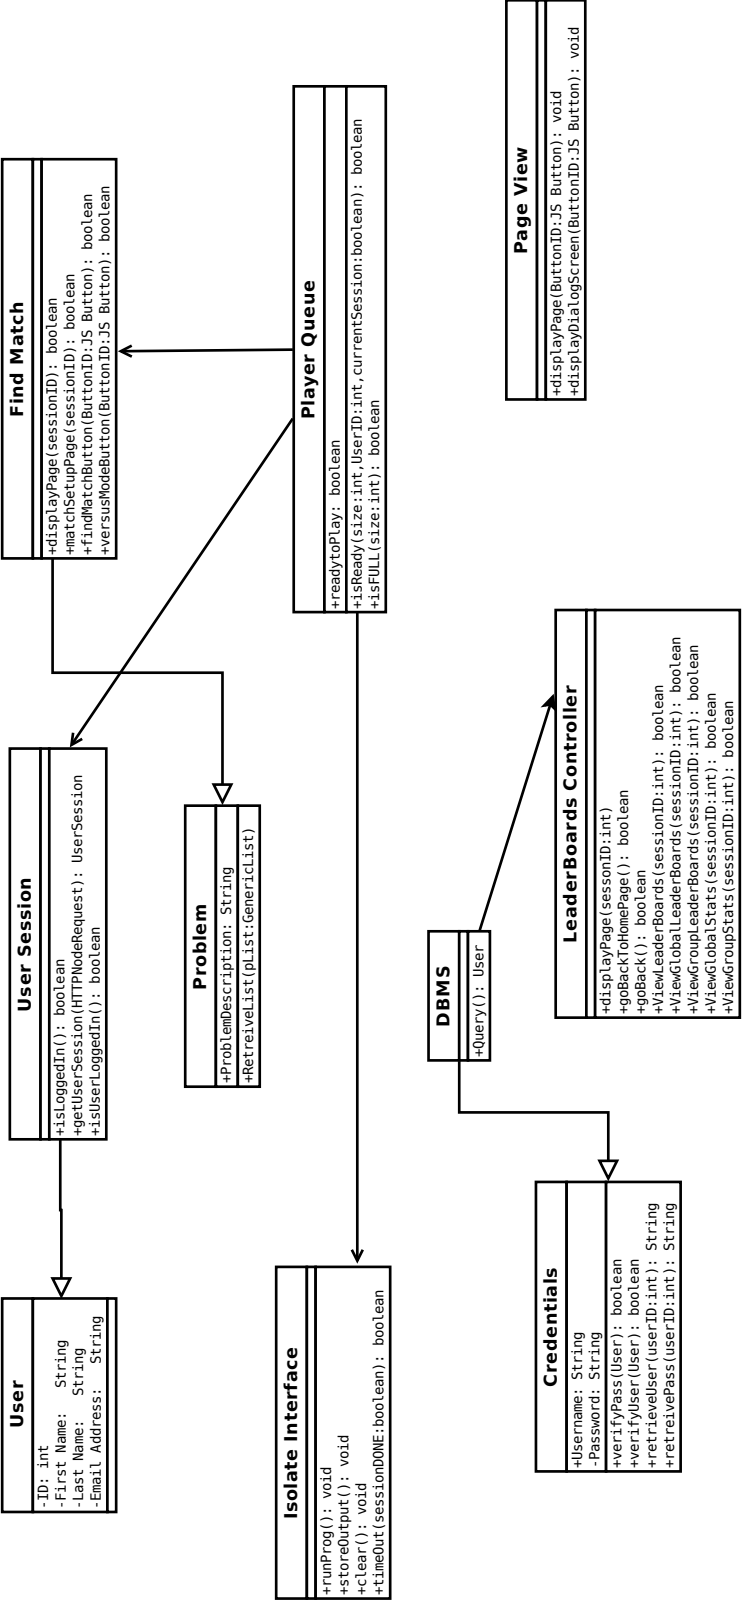 User
-ID: int
-First Name: String
-Last Name: String
-Email Address: String
User Session
+isLoggedIn(): boolean
+getUserSession(HTTPNodeRequest): UserSession
+isUserLoggedIn(): boolean
Find Match
+displayPage(sessionID): boolean
+matchSetupPage(sessionID): boolean
+findMatchButton(ButtonID:JS Button): boolean
+versusModeButton(ButtonID:JS Button): boolean
Problem
+ProblemDescription: String
+RetreiveList(pList:GenericList)
Isolate Interface
+runProg(): void
+storeOutput(): void
+clear(): void
+timeOut(sessionDONE:boolean): boolean
Player Queue
+readytoPlay: boolean
+isReady(size:int,UserID:int,currentSession:boolean): boolean
+isFULL(size:int): boolean
DBMS
+Query(): User
Page View
+displayPage(ButtonID:JS Button): void
+displayDialogScreen(ButtonID:JS Button): void
Credentials
+Username: String
-Password: String
+verifyPass(User): boolean
+verifyUser(User): boolean
+retrieveUser(userID:int): String
+retreivePass(userID:int): String
LeaderBoards Controller
+displayPage(sessonID:int)
+goBackToHomePage(): boolean
+goBack(): boolean
+ViewLeaderBoards(sessionID:int): boolean
+ViewGlobalLeaderBoards(sessionID:int): boolean
+ViewGroupLeaderBoards(sessionID:int): boolean
+ViewGlobalStats(sessionID:int): boolean
+ViewGroupStats(sessionID:int): boolean